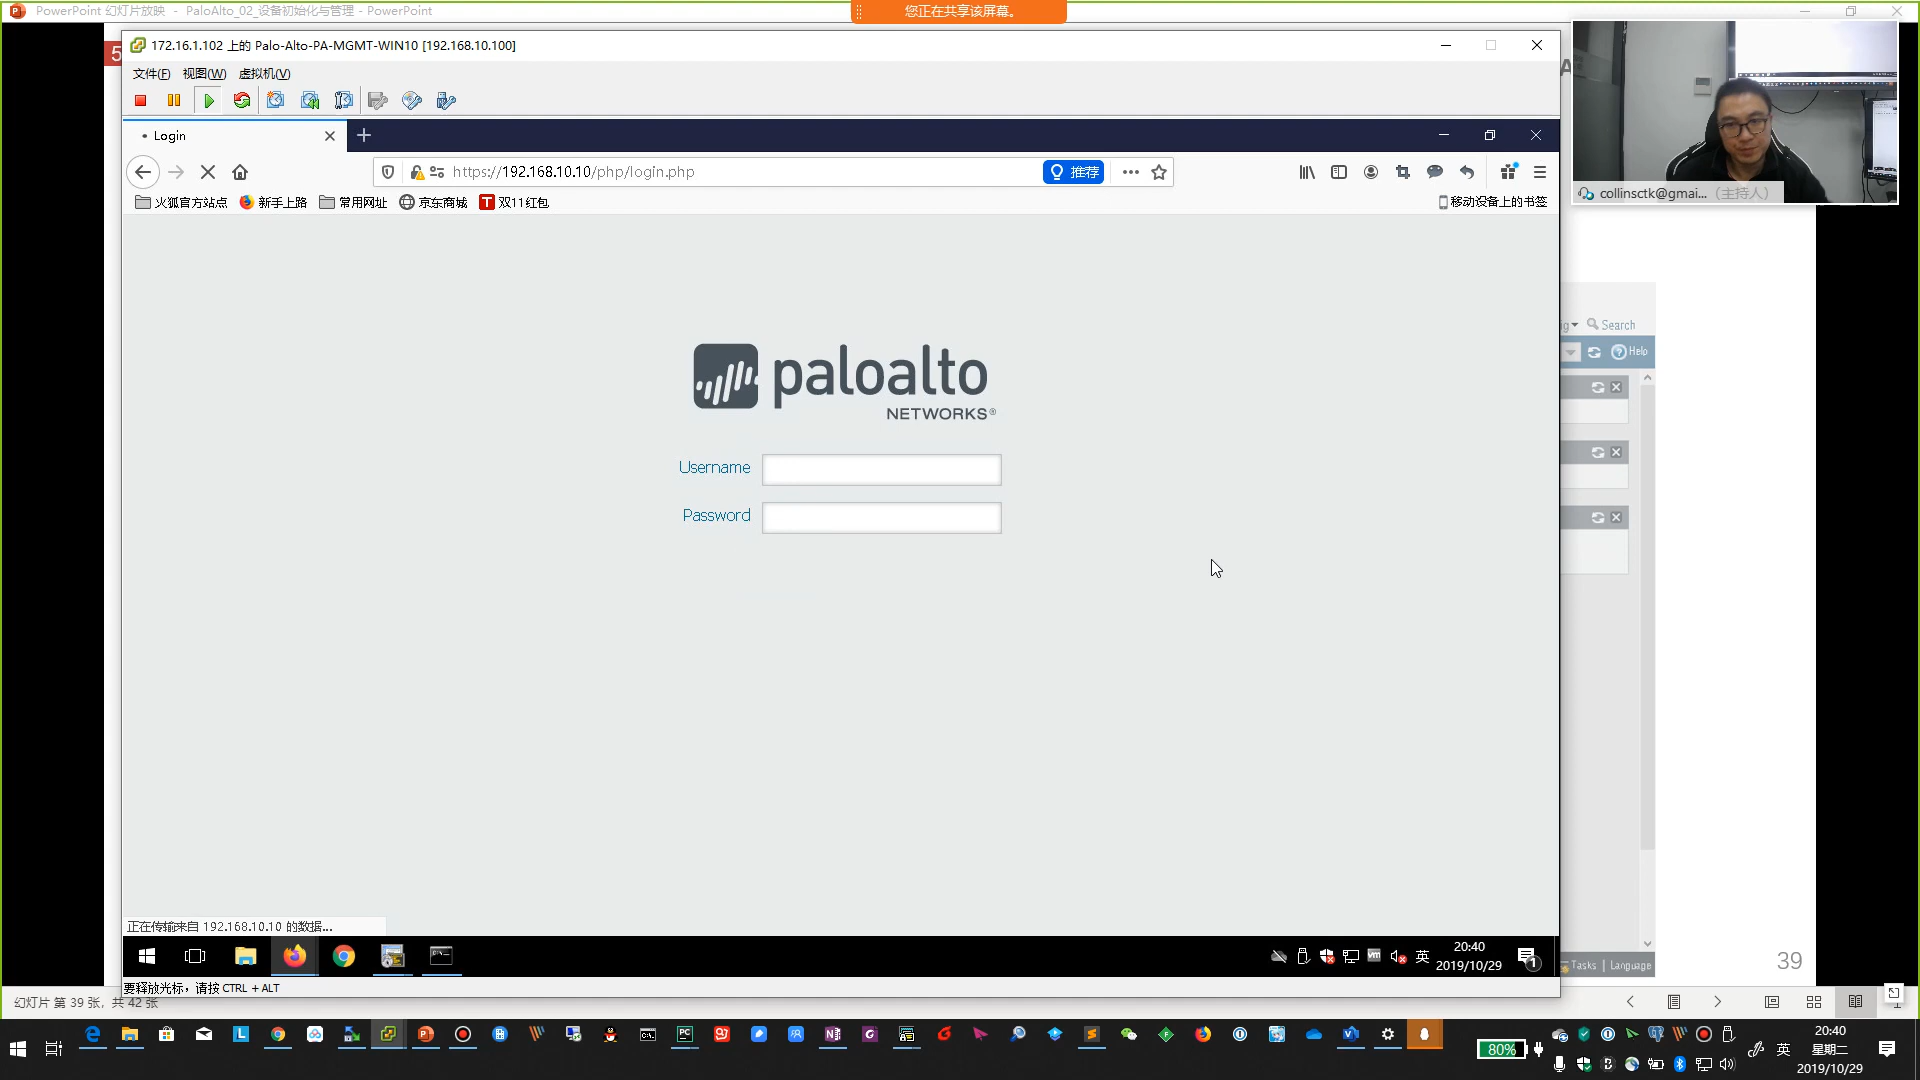 PowerPoint 幻灯片放映 - PaloAlto_02_设备初始化与管理 - PowerPoint
您正在共享该屏幕。
5
172.16.1.102 上的 Palo-Alto-PA-MGMT-WIN10 [192.168.10.100]
文件(F) 视图(W) 虚拟机(V)
• Login
https://192.168.10.10/php/login.php
推荐
火狐官方站点 新手上路 常用网址 京东商城 双11红包
移动设备上的书签
collinsctk@gmai... （主持人）
paloalto
NETWORKS®
Username
Password
Search
Help
正在传输来自 192.168.10.10 的数据...
英
20:40
2019/10/29
1
Tasks | Language
39
要释放光标，请按 CTRL + ALT
幻灯片 第 39 张，共 42 张
80%
英
20:40
星期二
2019/10/29